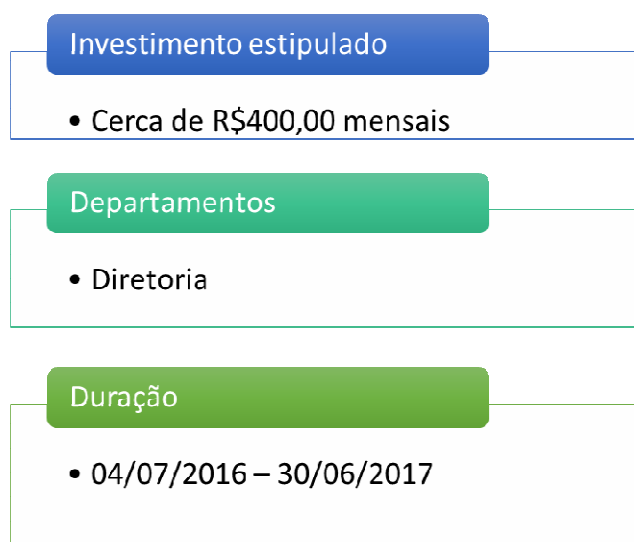 Investimento estipulado
• Cerca de R$400,00 mensais
Departamentos
• Diretoria
Duração
• 04/07/2016 – 30/06/2017